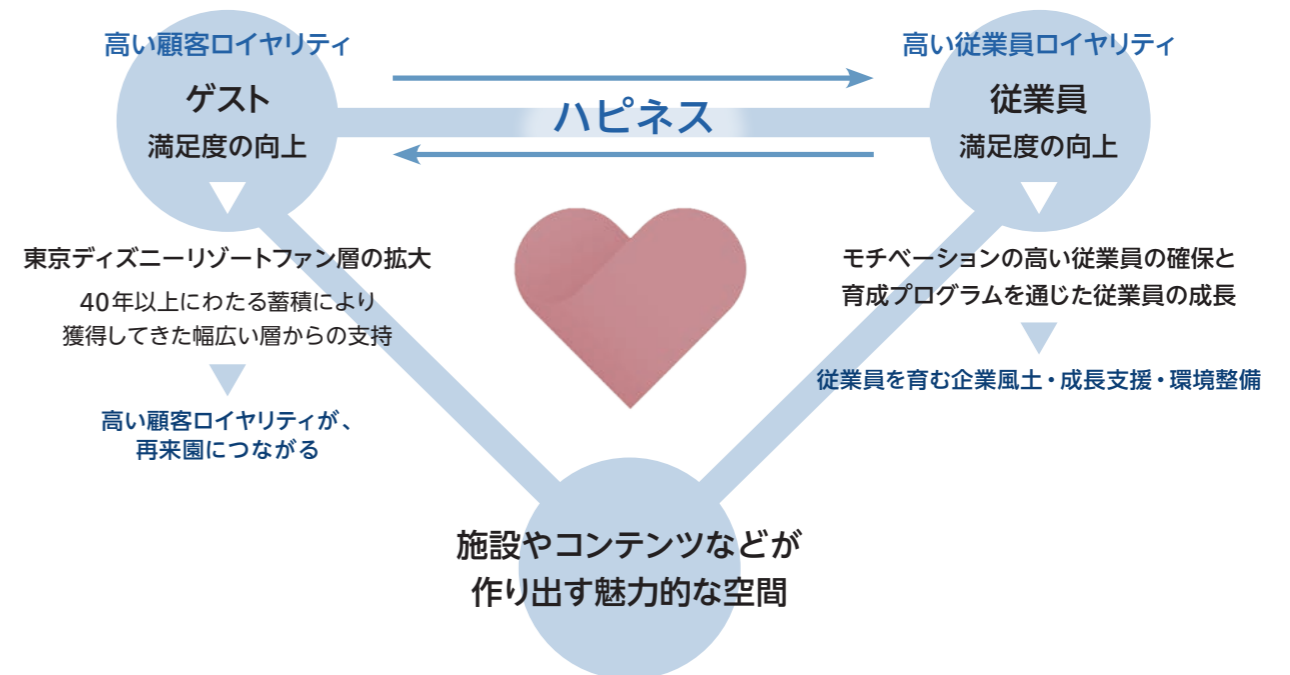 高い顧客ロイヤリティ
ゲスト
満足度の向上
東京ディズニーリゾートファン層の拡大
40年以上にわたる蓄積により
獲得してきた幅広い層からの支持
高い顧客ロイヤリティが、
再来園につながる
ハピネス
高い従業員ロイヤリティ
従業員
満足度の向上
モチベーションの高い従業員の確保と
育成プログラムを通じた従業員の成長
従業員を育む企業風土・成長支援・環境整備
施設やコンテンツなどが
作り出す魅力的な空間